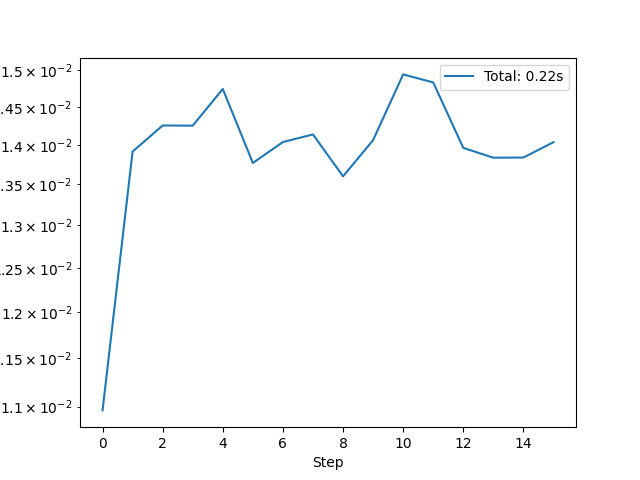 Total: 0.22s
1.5 × 10⁻²
.45 × 10⁻²
1.4 × 10⁻²
.35 × 10⁻²
1.3 × 10⁻²
.25 × 10⁻²
1.2 × 10⁻²
.15 × 10⁻²
1.1 × 10⁻²
0 2 4 6 8 10 12 14
Step